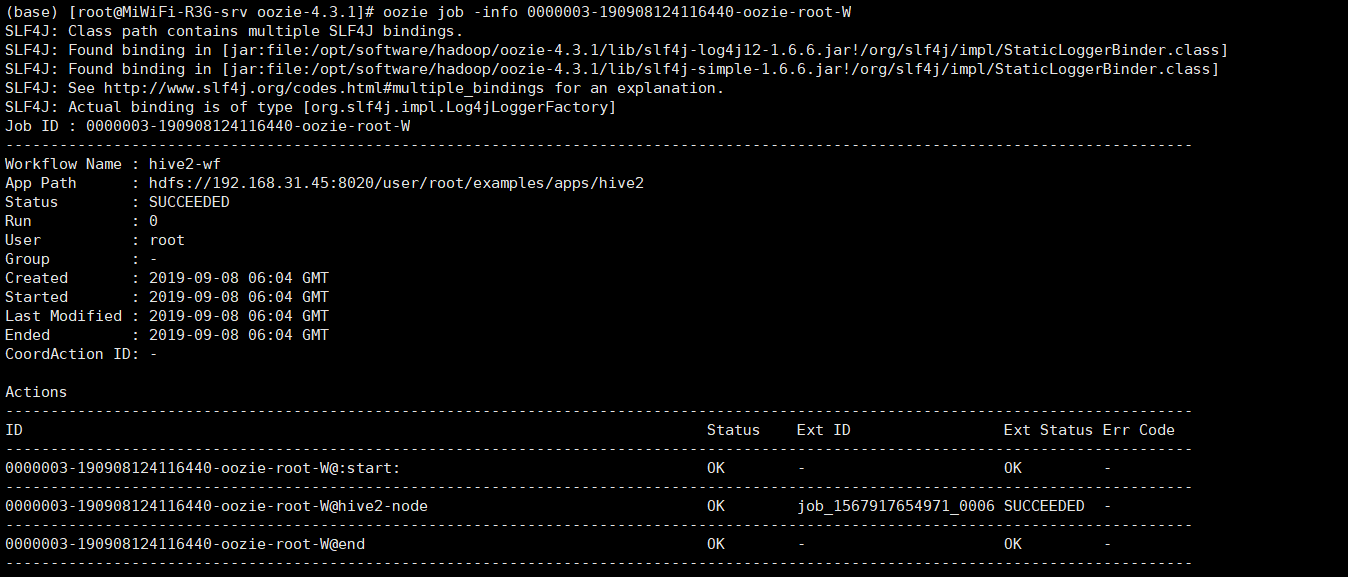 (base) [root@MiWiFi-R3G-srv oozie-4.3.1]# oozie job -info 0000003-190908124116440-oozie-root-W
SLF4J: Class path contains multiple SLF4J bindings.
SLF4J: Found binding in [jar:file:/opt/software/hadoop/oozie-4.3.1/lib/slf4j-log4j12-1.6.6.jar!/org/slf4j/impl/StaticLoggerBinder.class]
SLF4J: Found binding in [jar:file:/opt/software/hadoop/oozie-4.3.1/lib/slf4j-simple-1.6.6.jar!/org/slf4j/impl/StaticLoggerBinder.class]
SLF4J: See http://www.slf4j.org/codes.html#multiple_bindings for an explanation.
SLF4J: Actual binding is of type [org.slf4j.impl.Log4jLoggerFactory]
Job ID : 0000003-190908124116440-oozie-root-W
------------------------------------------------------------------------------------------------------------------------------------
Workflow Name : hive2-wf
App Path      : hdfs://192.168.31.45:8020/user/root/examples/apps/hive2
Status        : SUCCEEDED
Run           : 0
User          : root
Group         : -
Created       : 2019-09-08 06:04 GMT
Started       : 2019-09-08 06:04 GMT
Last Modified : 2019-09-08 06:04 GMT
Ended         : 2019-09-08 06:04 GMT
CoordAction ID: -

Actions
------------------------------------------------------------------------------------------------------------------------------------
ID                                                                            Status    Ext ID                 Ext Status Err Code
------------------------------------------------------------------------------------------------------------------------------------
0000003-190908124116440-oozie-root-W@:start:                                  OK        -                      OK         -
------------------------------------------------------------------------------------------------------------------------------------
0000003-190908124116440-oozie-root-W@hive2-node                               OK        job_1567917654971_0006 SUCCEEDED  -
------------------------------------------------------------------------------------------------------------------------------------
0000003-190908124116440-oozie-root-W@end                                      OK        -                      OK         -
------------------------------------------------------------------------------------------------------------------------------------